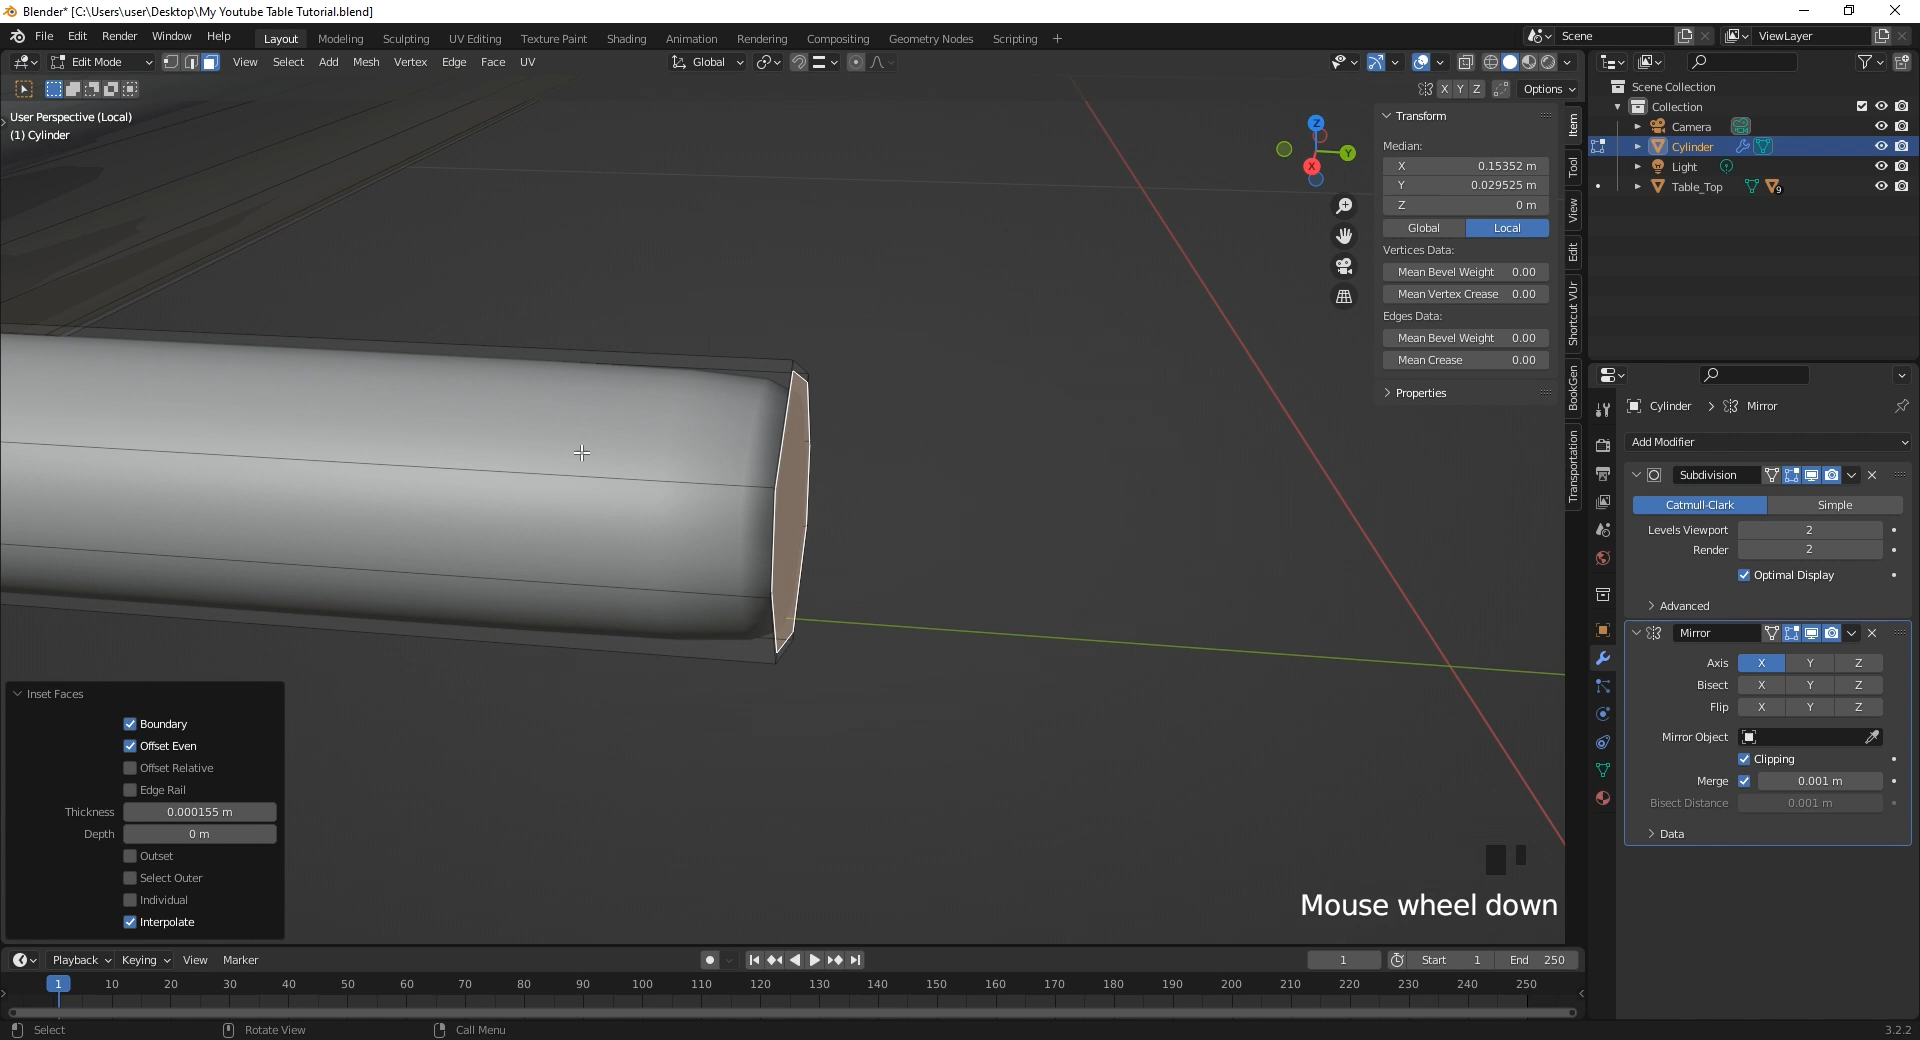 Blender* [C:\Users\user\Desktop\My Youtube Table Tutorial.blend]
File Edit Render Window Help Layout Modeling Sculpting UV Editing Texture Paint Shading Animation Rendering Compositing Geometry Nodes Scripting + Scene ViewLayer
Edit Mode View Select Add Mesh Vertex Edge Face UV Global
X Y Z Options
User Perspective (Local)
(1) Cylinder
Z
Y
X
Transform
Median:
X 0.15352 m
Y 0.029525 m
Z 0 m
Global Local
Vertices Data:
Mean Bevel Weight 0.00
Mean Vertex Crease 0.00
Edges Data:
Mean Bevel Weight 0.00
Mean Crease 0.00
Properties
Item
Tool
View
Edit
Shortcut VUr
BookGen
Transportation
Scene Collection
Collection
Camera
Cylinder
Light
Table_Top 9
Cylinder > Mirror
Add Modifier
Subdivision
Catmull-Clark Simple
Levels Viewport 2
Render 2
Optimal Display
Advanced
Mirror
Axis X Y Z
Bisect X Y Z
Flip X Y Z
Mirror Object
Clipping
Merge 0.001 m
Bisect Distance 0.001 m
Data
Inset Faces
Boundary
Offset Even
Offset Relative
Edge Rail
Thickness 0.000155 m
Depth 0 m
Outset
Select Outer
Individual
Interpolate
Mouse wheel down
Playback Keying View Marker 1 Start 1 End 250
1 10 20 30 40 50 60 70 80 90 100 110 120 130 140 150 160 170 180 190 200 210 220 230 240 250
Select Rotate View Call Menu 3.2.2